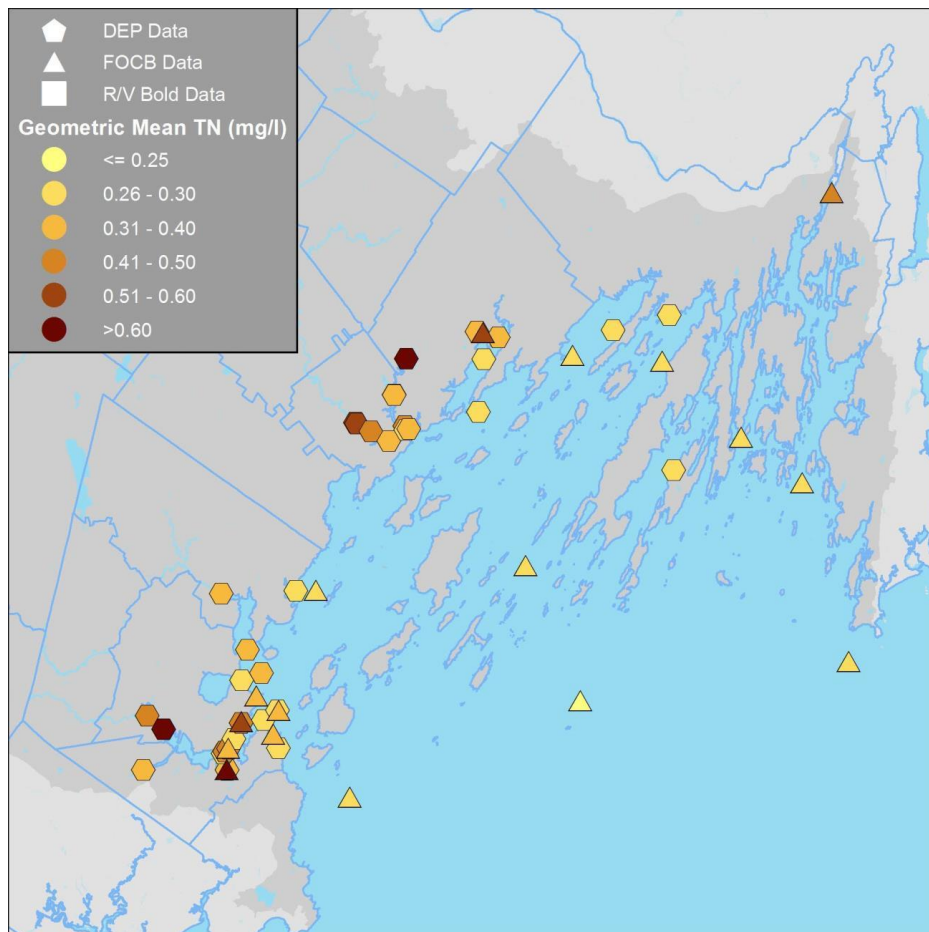 DEP Data
FOCB Data
R/V Bold Data
Geometric Mean TN (mg/l)
<= 0.25
0.26 - 0.30
0.31 - 0.40
0.41 - 0.50
0.51 - 0.60
>0.60